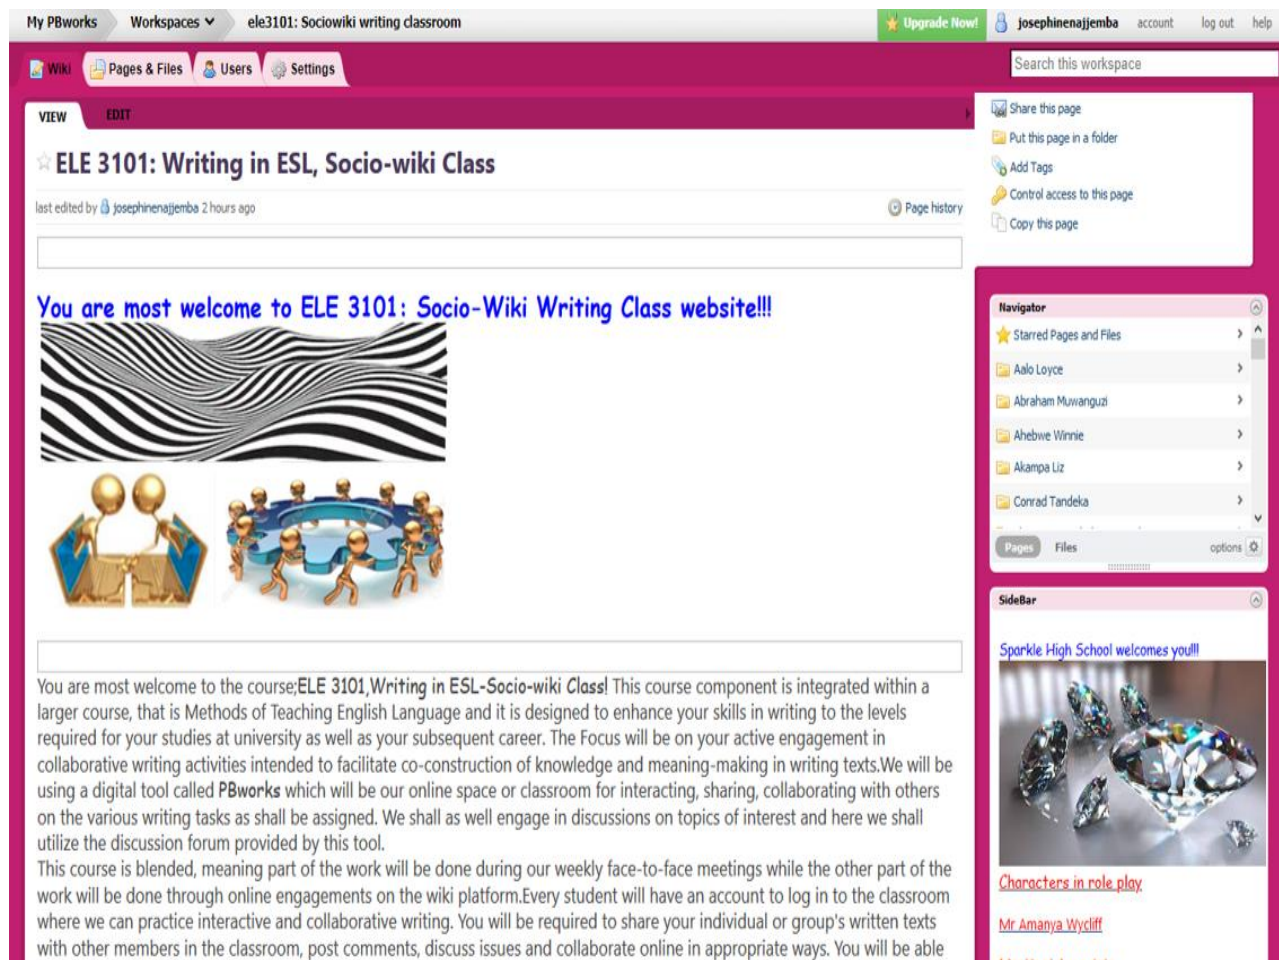 My PBworks Workspaces ele3101: Sociowiki writing classroom Upgrade Now! josephinenajjemba account log out help
Wiki Pages & Files Users Settings Search this workspace
VIEW EDIT
ELE 3101: Writing in ESL, Socio-wiki Class
last edited by josephinenajjemba 2 hours ago Page history
You are most welcome to ELE 3101: Socio-Wiki Writing Class website!!!
You are most welcome to the course;ELE 3101,Writing in ESL-Socio-wiki Class! This course component is integrated within a
larger course, that is Methods of Teaching English Language and it is designed to enhance your skills in writing to the levels
required for your studies at university as well as your subsequent career. The Focus will be on your active engagement in
collaborative writing activities intended to facilitate co-construction of knowledge and meaning-making in writing texts.We will be
using a digital tool called PBworks which will be our online space or classroom for interacting, sharing, collaborating with others
on the various writing tasks as shall be assigned. We shall as well engage in discussions on topics of interest and here we shall
utilize the discussion forum provided by this tool.
This course is blended, meaning part of the work will be done during our weekly face-to-face meetings while the other part of the
work will be done through online engagements on the wiki platform.Every student will have an account to log in to the classroom
where we can practice interactive and collaborative writing. You will be required to share your individual or group's written texts
with other members in the classroom, post comments, discuss issues and collaborate online in appropriate ways. You will be able
Share this page
Put this page in a folder
Add Tags
Control access to this page
Copy this page
Navigator
Starred Pages and Files
Aalo Loyce
Abraham Muwanguzi
Ahebwe Winnie
Akampa Liz
Conrad Tandeka
Pages Files options
SideBar
Sparkle High School welcomes you!!!
Characters in role play
Mr Amanya Wycliff